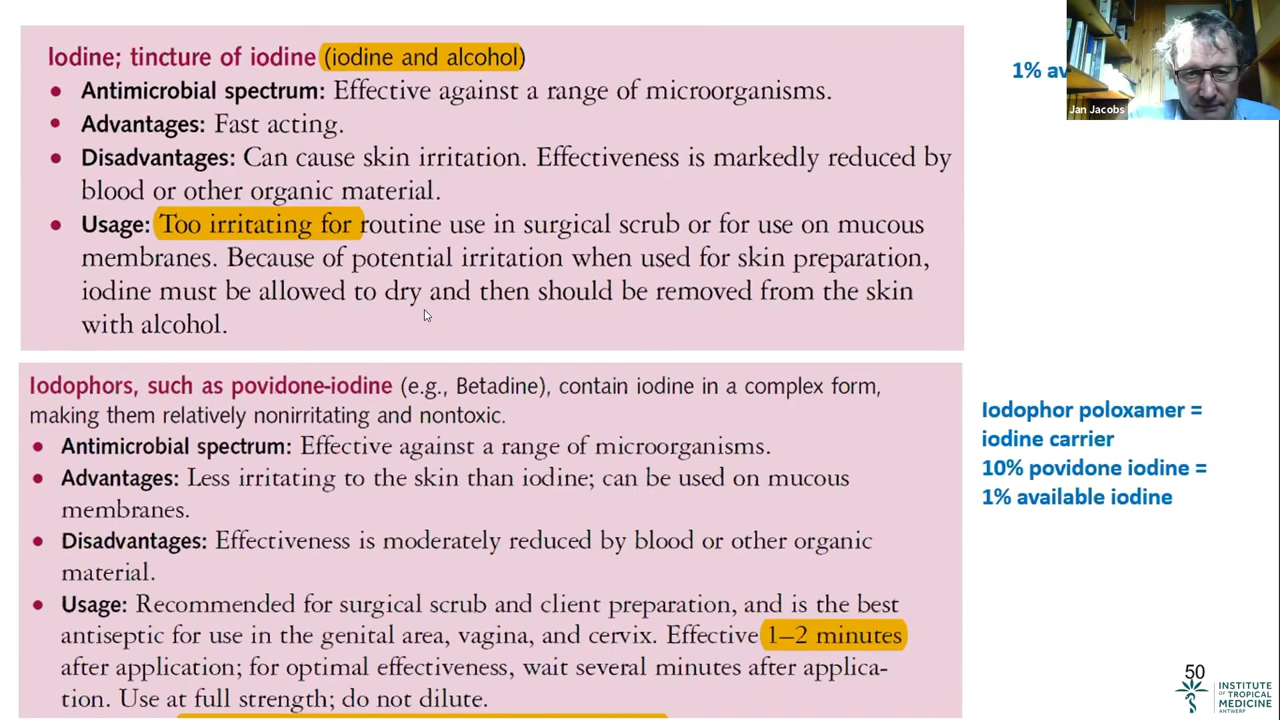 Iodine; tincture of iodine (iodine and alcohol)
• Antimicrobial spectrum: Effective against a range of microorganisms.
• Advantages: Fast acting.
• Disadvantages: Can cause skin irritation. Effectiveness is markedly reduced by
blood or other organic material.
• Usage: Too irritating for routine use in surgical scrub or for use on mucous
membranes. Because of potential irritation when used for skin preparation,
iodine must be allowed to dry and then should be removed from the skin
with alcohol.
1%
Jan Jacobs
Iodophors, such as povidone-iodine (e.g., Betadine), contain iodine in a complex form,
making them relatively nonirritating and nontoxic.
• Antimicrobial spectrum: Effective against a range of microorganisms.
• Advantages: Less irritating to the skin than iodine; can be used on mucous
membranes.
• Disadvantages: Effectiveness is moderately reduced by blood or other organic
material.
• Usage: Recommended for surgical scrub and client preparation, and is the best
antiseptic for use in the genital area, vagina, and cervix. Effective 1–2 minutes
after application; for optimal effectiveness, wait several minutes after applica-
tion. Use at full strength; do not dilute.
Iodophor poloxamer =
iodine carrier
10% povidone iodine =
1% available iodine
50
INSTITUTE
OF TROPICAL
MEDICINE
ANTWERP